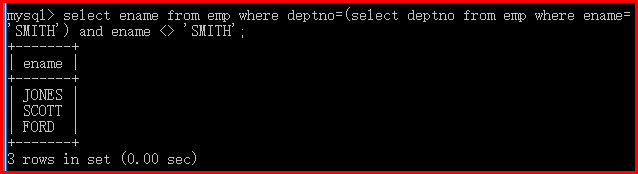 mysql> select ename from emp where deptno=(select deptno from emp where ename=
'SMITH') and ename <> 'SMITH';
+-------+
| ename |
+-------+
| JONES |
| SCOTT |
| FORD  |
+-------+
3 rows in set (0.00 sec)